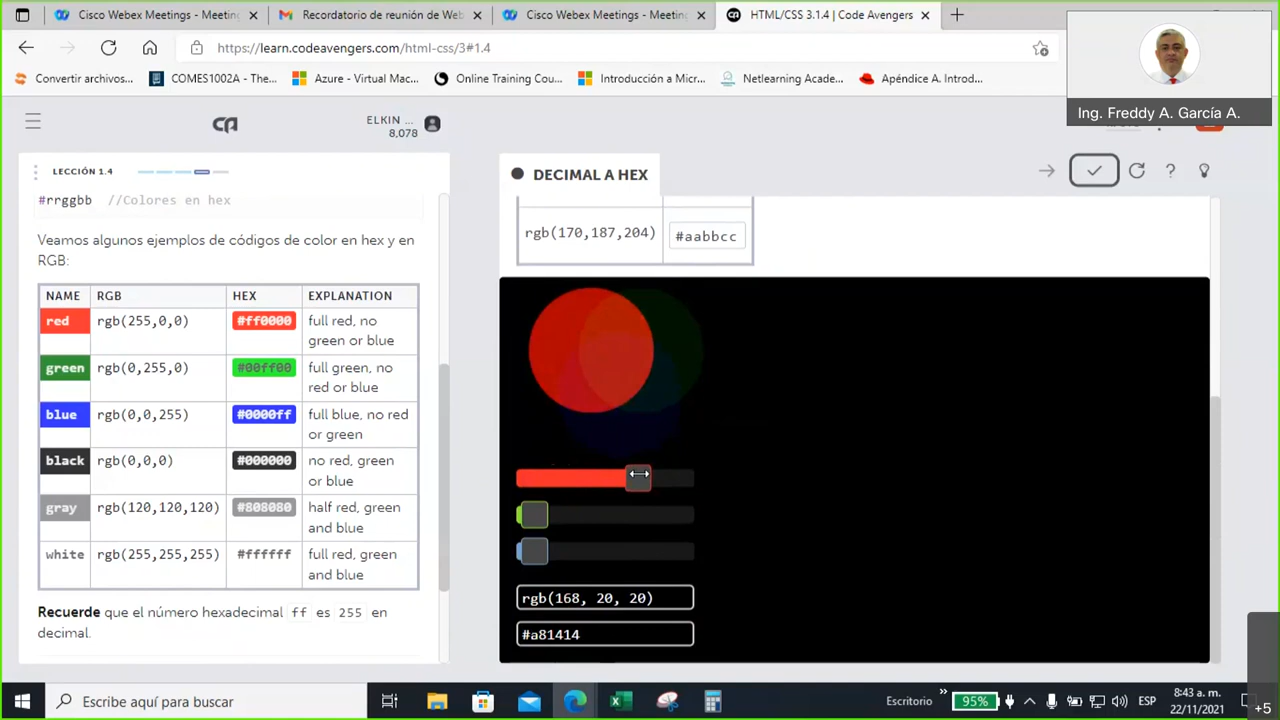 Cisco Webex Meetings - Meeting
Recordatorio de reunión de Web
Cisco Webex Meetings - Meeting
HTML/CSS 3.1.4 | Code Avengers
https://learn.codeavengers.com/html-css/3#1.4
Convertir archivos...
COMES1002A - The...
Azure - Virtual Mac...
Online Training Cou...
Introducción a Micr...
Netlearning Acade...
Apéndice A. Introd...
Ing. Freddy A. García A.
ELKIN ...
8,078
LECCIÓN 1.4
#rrggbb //Colores en hex
Veamos algunos ejemplos de códigos de color en hex y en
RGB:
NAME RGB HEX EXPLANATION
red rgb(255,0,0) #ff0000 full red, no
green or blue
green rgb(0,255,0) #00ff00 full green, no
red or blue
blue rgb(0,0,255) #0000ff full blue, no red
or green
black rgb(0,0,0) #000000 no red, green
or blue
gray rgb(120,120,120) #808080 half red, green
and blue
white rgb(255,255,255) #ffffff full red, green
and blue
Recuerde que el número hexadecimal ff es 255 en
decimal.
DECIMAL A HEX
rgb(170,187,204) #aabbcc
rgb(168, 20, 20)
#a81414
Escribe aquí para buscar
Escritorio
95%
ESP
8:43 a. m.
22/11/2021
+5